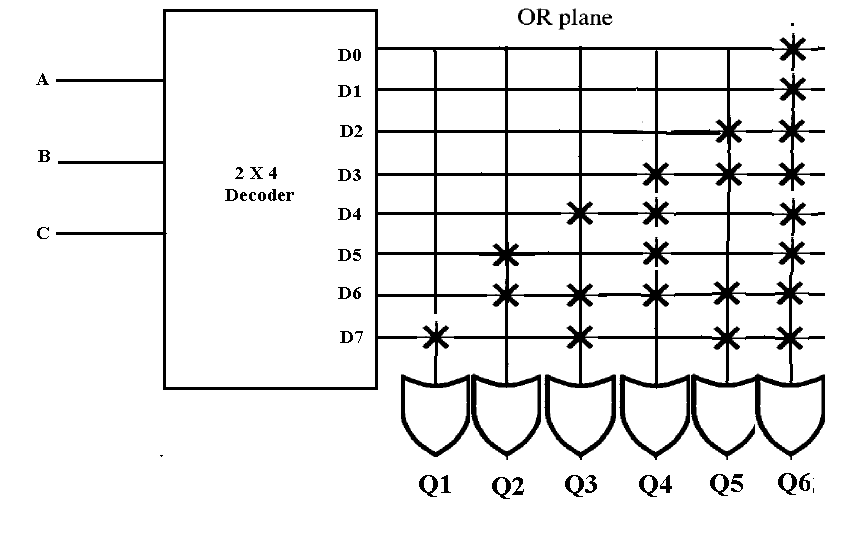 OR plane
D0
A
D1
D2
B
2 X 4
D3
Decoder
D4
C
D5
D6
D7
Q1 Q2 Q3 Q4 Q5 Q6